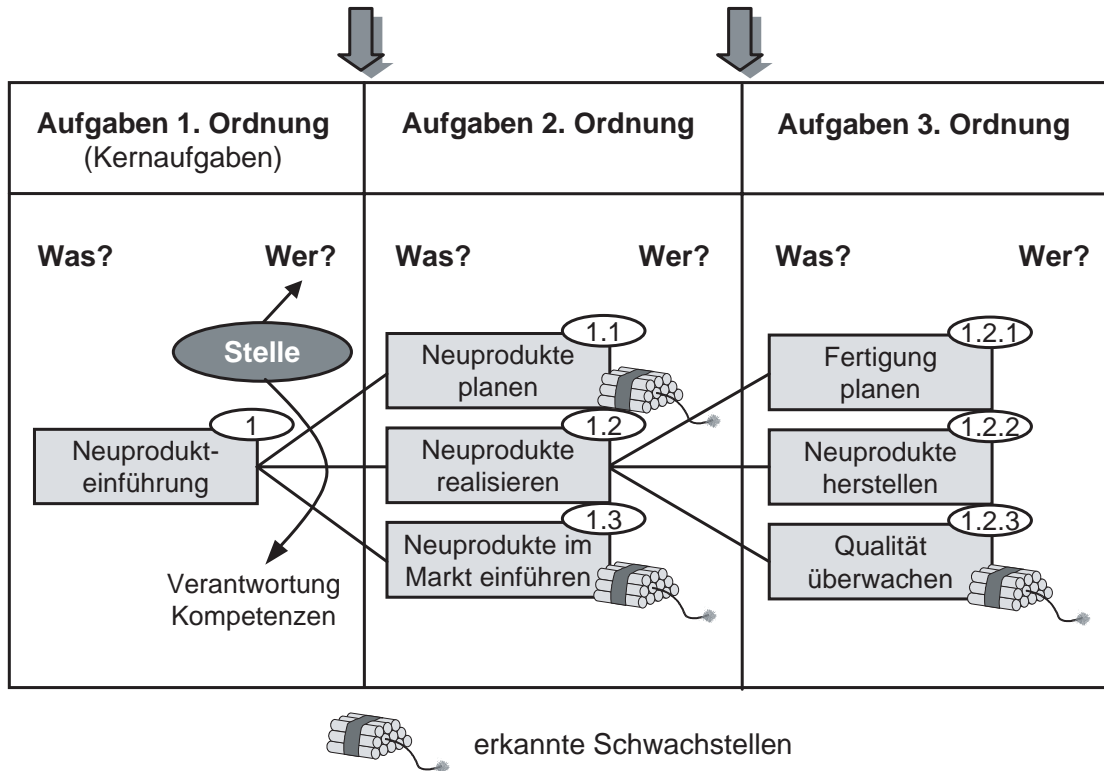 Aufgaben 1. Ordnung
(Kernaufgaben)
Aufgaben 2. Ordnung
Aufgaben 3. Ordnung
Was?
Wer?
Was?
Wer?
Was?
Wer?
Stelle
1
Neuprodukt-
einführung
Verantwortung
Kompetenzen
1.1
Neuprodukte
planen
1.2
Neuprodukte
realisieren
1.3
Neuprodukte im
Markt einführen
1.2.1
Fertigung
planen
1.2.2
Neuprodukte
herstellen
1.2.3
Qualität
überwachen
erkannte Schwachstellen